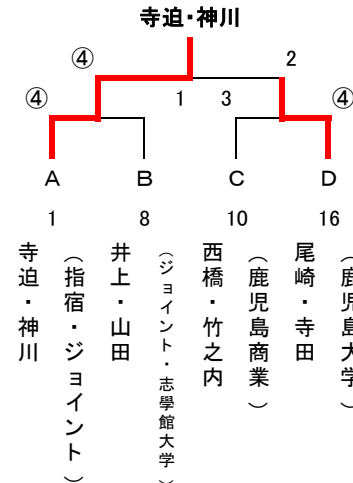 寺迫・神川
④ 2
④ 1 3 ④
A B C D
1 8 10 16
寺迫・神川
（指宿・ジョイント）
井上・山田
（ジョイント・志學館大学）
西橋・竹之内
（鹿児島商業）
尾崎・寺田
（鹿児島大学）